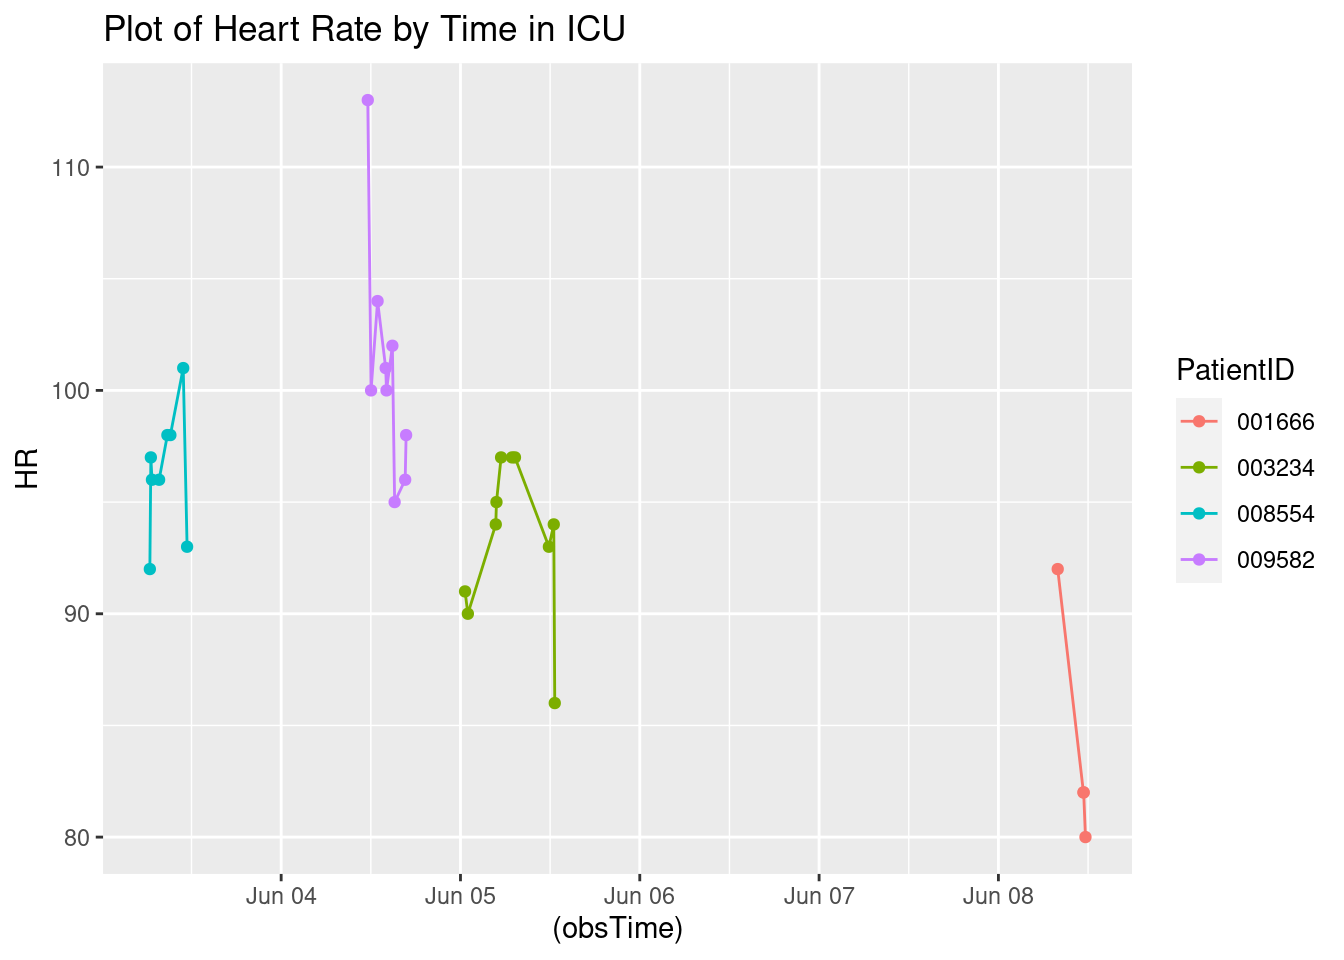 Plot of Heart Rate by Time in ICU
110
100
90
80
HR
Jun 04
Jun 05
Jun 06
Jun 07
Jun 08
(obsTime)
PatientID
001666
003234
008554
009582